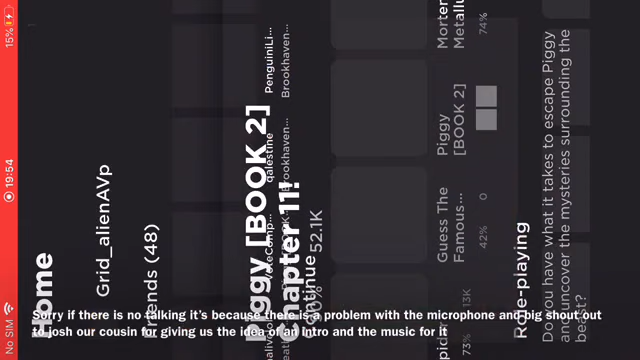 No SIM
19:54
15%
Home
Grid_alienAVp
Friends (48)
PenguiniLi...
Brookhaven...
qalestine
Brookhaven...
Piggy [BOOK 2]
Chapter 11!
52.1K
Continue
Piggy
[BOOK 2]
74%
Guess The
Famous...
42%
0
13K
73%
Role-playing
Do you have what it takes to escape Piggy
and uncover the mysteries surrounding the
beast?
Sorry if there is no talking it's because there is a problem with the microphone and big shout out
to josh our cousin for giving us the idea of an intro and the music for it